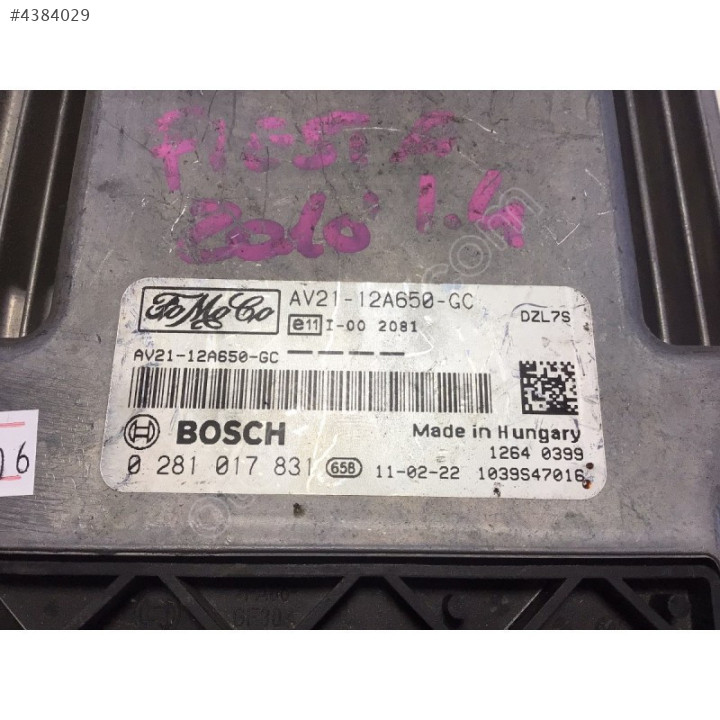 #4384029
FIESTA
2010 1.4
FoMoCo
AV21-12A650-GC
DZL7S
e11 I-00 2081
AV21-12A650-GC — — — —
BOSCH
Made in Hungary
1264 0399
0 281 017 831
658
11-02-22
1039S47016